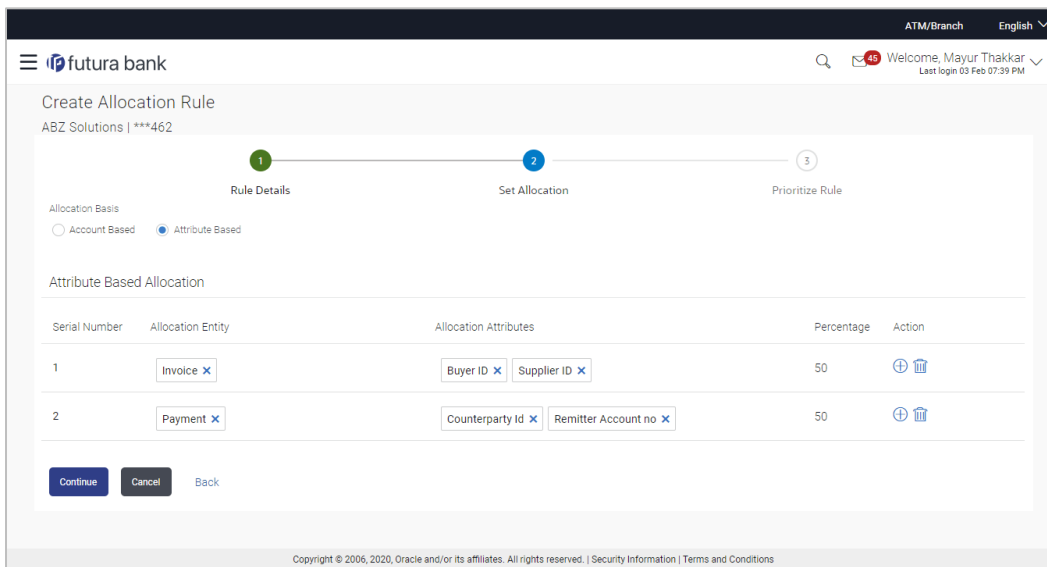 ATM/Branch English
futura bank
45 Welcome, Mayur Thakkar
Last login 03 Feb 07:39 PM
Create Allocation Rule
ABZ Solutions | ***462
1 2 3
Rule Details Set Allocation Prioritize Rule
Allocation Basis
Account Based Attribute Based
Attribute Based Allocation
Serial Number Allocation Entity Allocation Attributes Percentage Action
1 Invoice Buyer ID Supplier ID 50
2 Payment Counterparty Id Remitter Account no 50
Continue Cancel Back
Copyright © 2006, 2020, Oracle and/or its affiliates. All rights reserved. | Security Information | Terms and Conditions